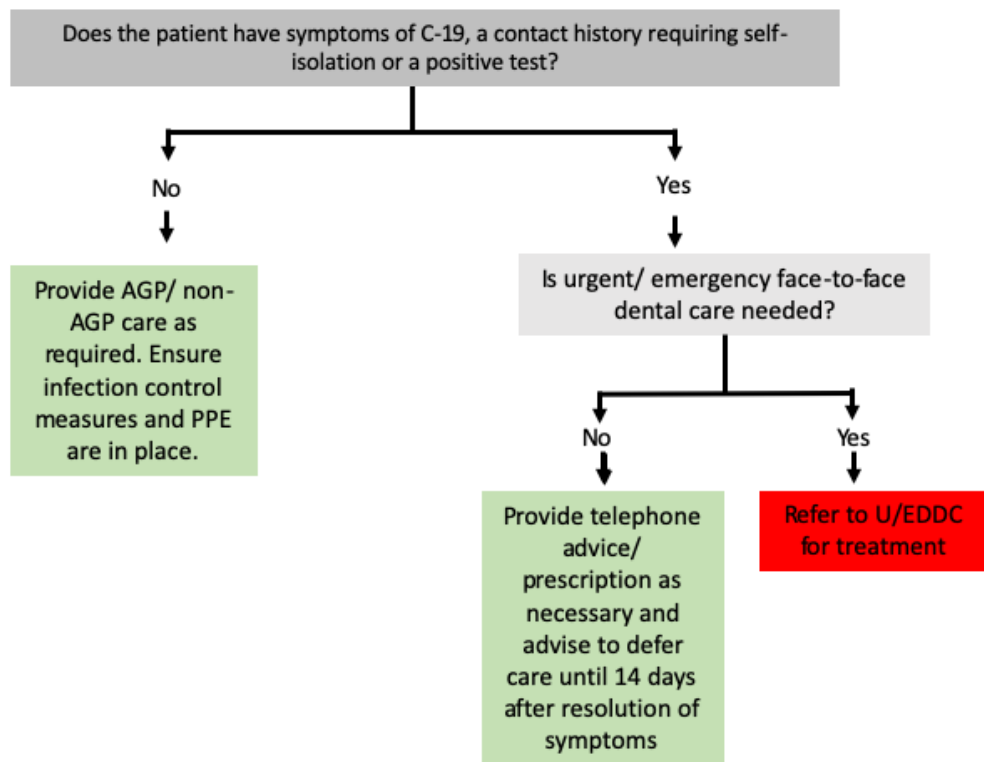 Does the patient have symptoms of C-19, a contact history requiring self-
isolation or a positive test?
No
Yes
Provide AGP/ non-
AGP care as
required. Ensure
infection control
measures and PPE
are in place.
Is urgent/ emergency face-to-face
dental care needed?
No
Yes
Provide telephone
advice/
prescription as
necessary and
advise to defer
care until 14 days
after resolution of
symptoms
Refer to U/EDDC
for treatment